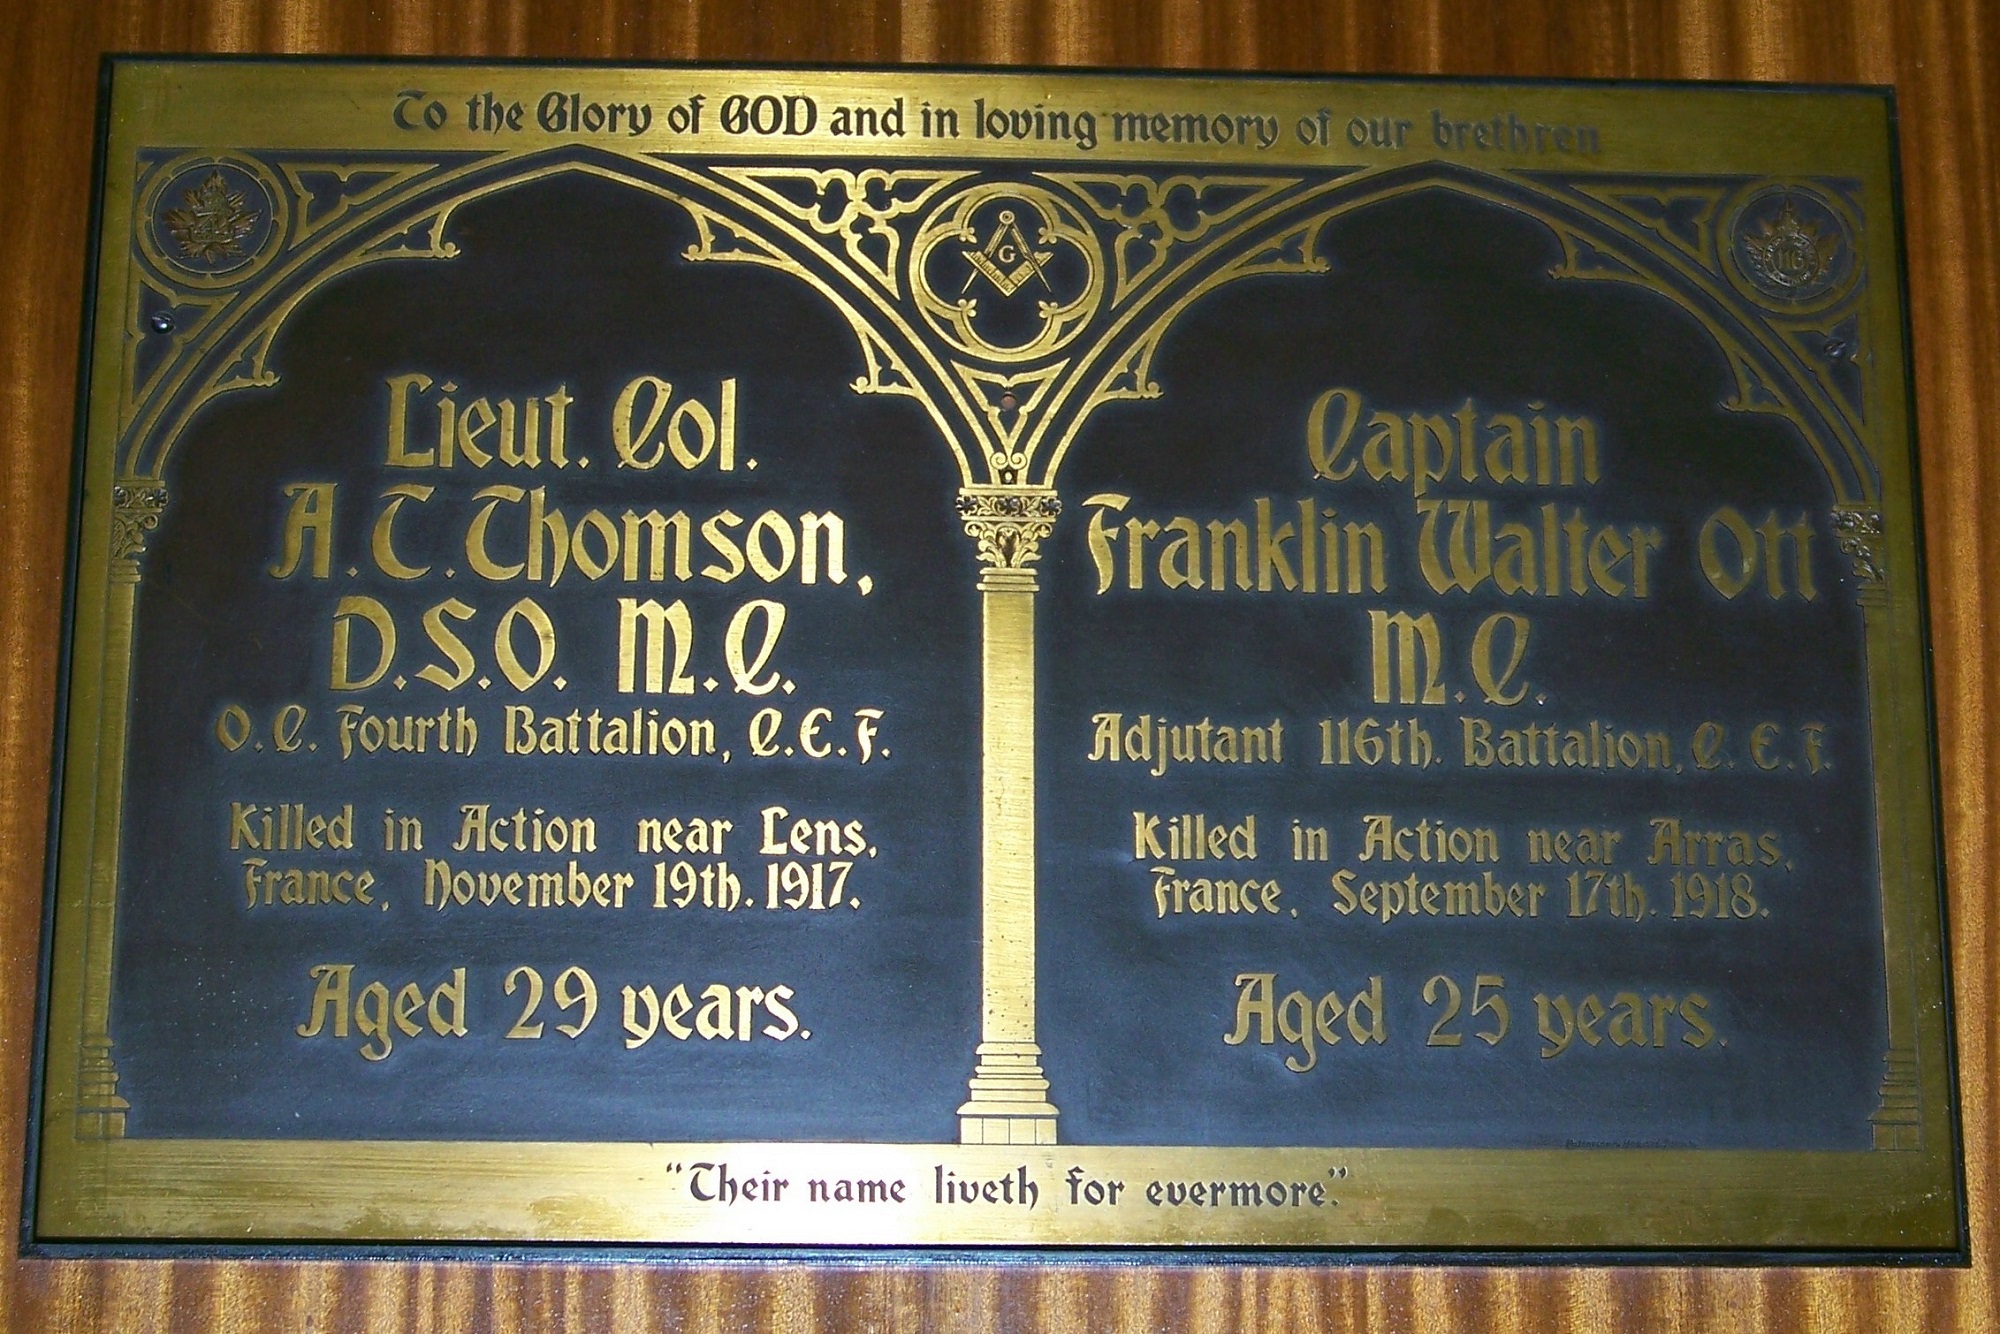 To the Glory of GOD and in loving memory of our brethren
G
116
Lieut. Col.
A. T. Thomson,
D.S.O. M.C.
O.C. Fourth Battalion, C.E.F.
Killed in Action near Lens,
France, November 19th. 1917.
Aged 29 years.
Captain
Franklin Walter Ott
M.C.
Adjutant 116th. Battalion, C.E.F.
Killed in Action near Arras,
France, September 17th. 1918.
Aged 25 years.
"Their name liveth for evermore."